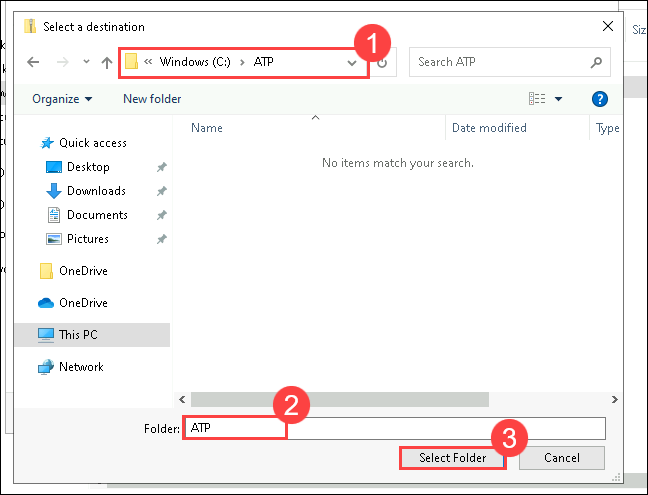 Select a destination
Siz
1
« Windows (C:) › ATP
Search ATP
Organize
New folder
?
Name
Date modified
Type
No items match your search.
Quick access
Desktop
Downloads
Documents
Pictures
OneDrive
OneDrive
This PC
Network
2
Folder: ATP
3
Select Folder
Cancel